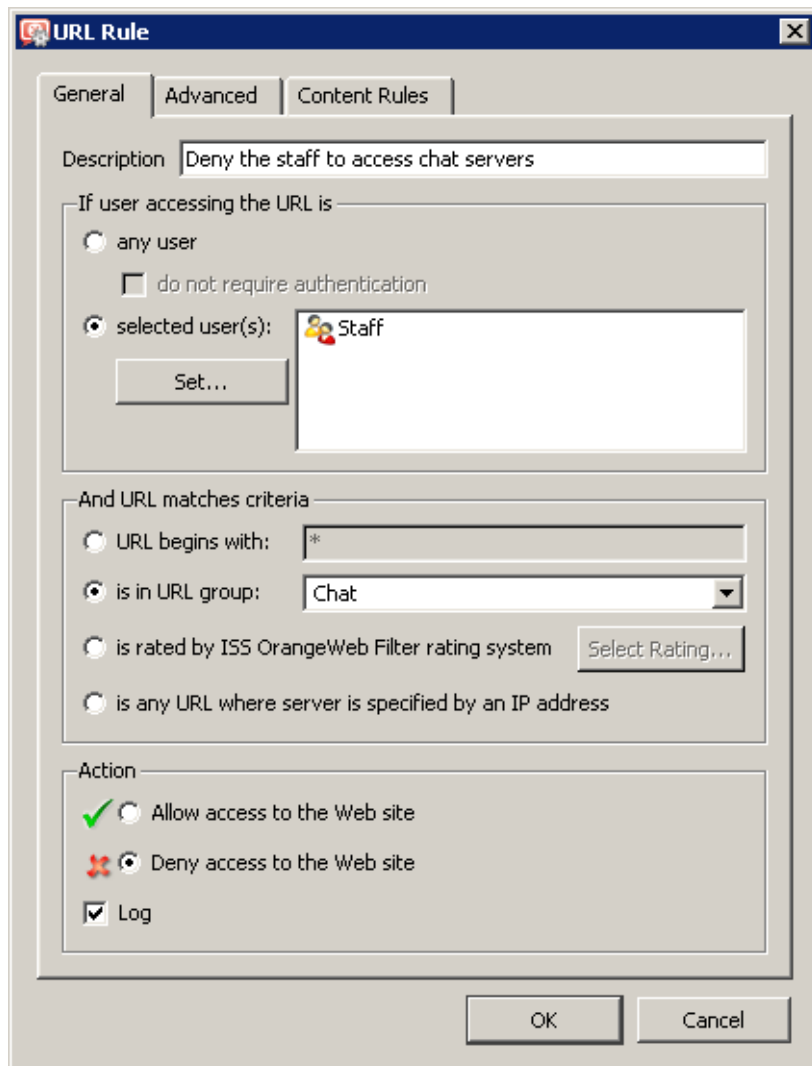 URL Rule
General Advanced Content Rules
Description Deny the staff to access chat servers
If user accessing the URL is
any user
do not require authentication
selected user(s): Staff
Set...
And URL matches criteria
URL begins with: *
is in URL group: Chat
is rated by ISS OrangeWeb Filter rating system Select Rating...
is any URL where server is specified by an IP address
Action
Allow access to the Web site
Deny access to the Web site
Log
OK Cancel